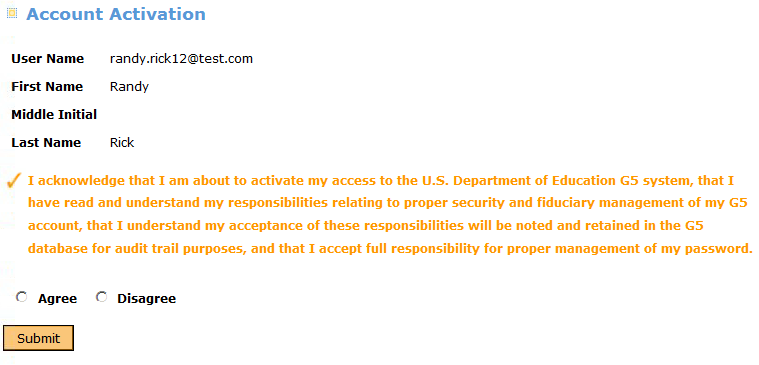 Account Activation
User Name randy.rick12@test.com
First Name Randy
Middle Initial
Last Name Rick
I acknowledge that I am about to activate my access to the U.S. Department of Education G5 system, that I
have read and understand my responsibilities relating to proper security and fiduciary management of my G5
account, that I understand my acceptance of these responsibilities will be noted and retained in the G5
database for audit trail purposes, and that I accept full responsibility for proper management of my password.
Agree Disagree
Submit